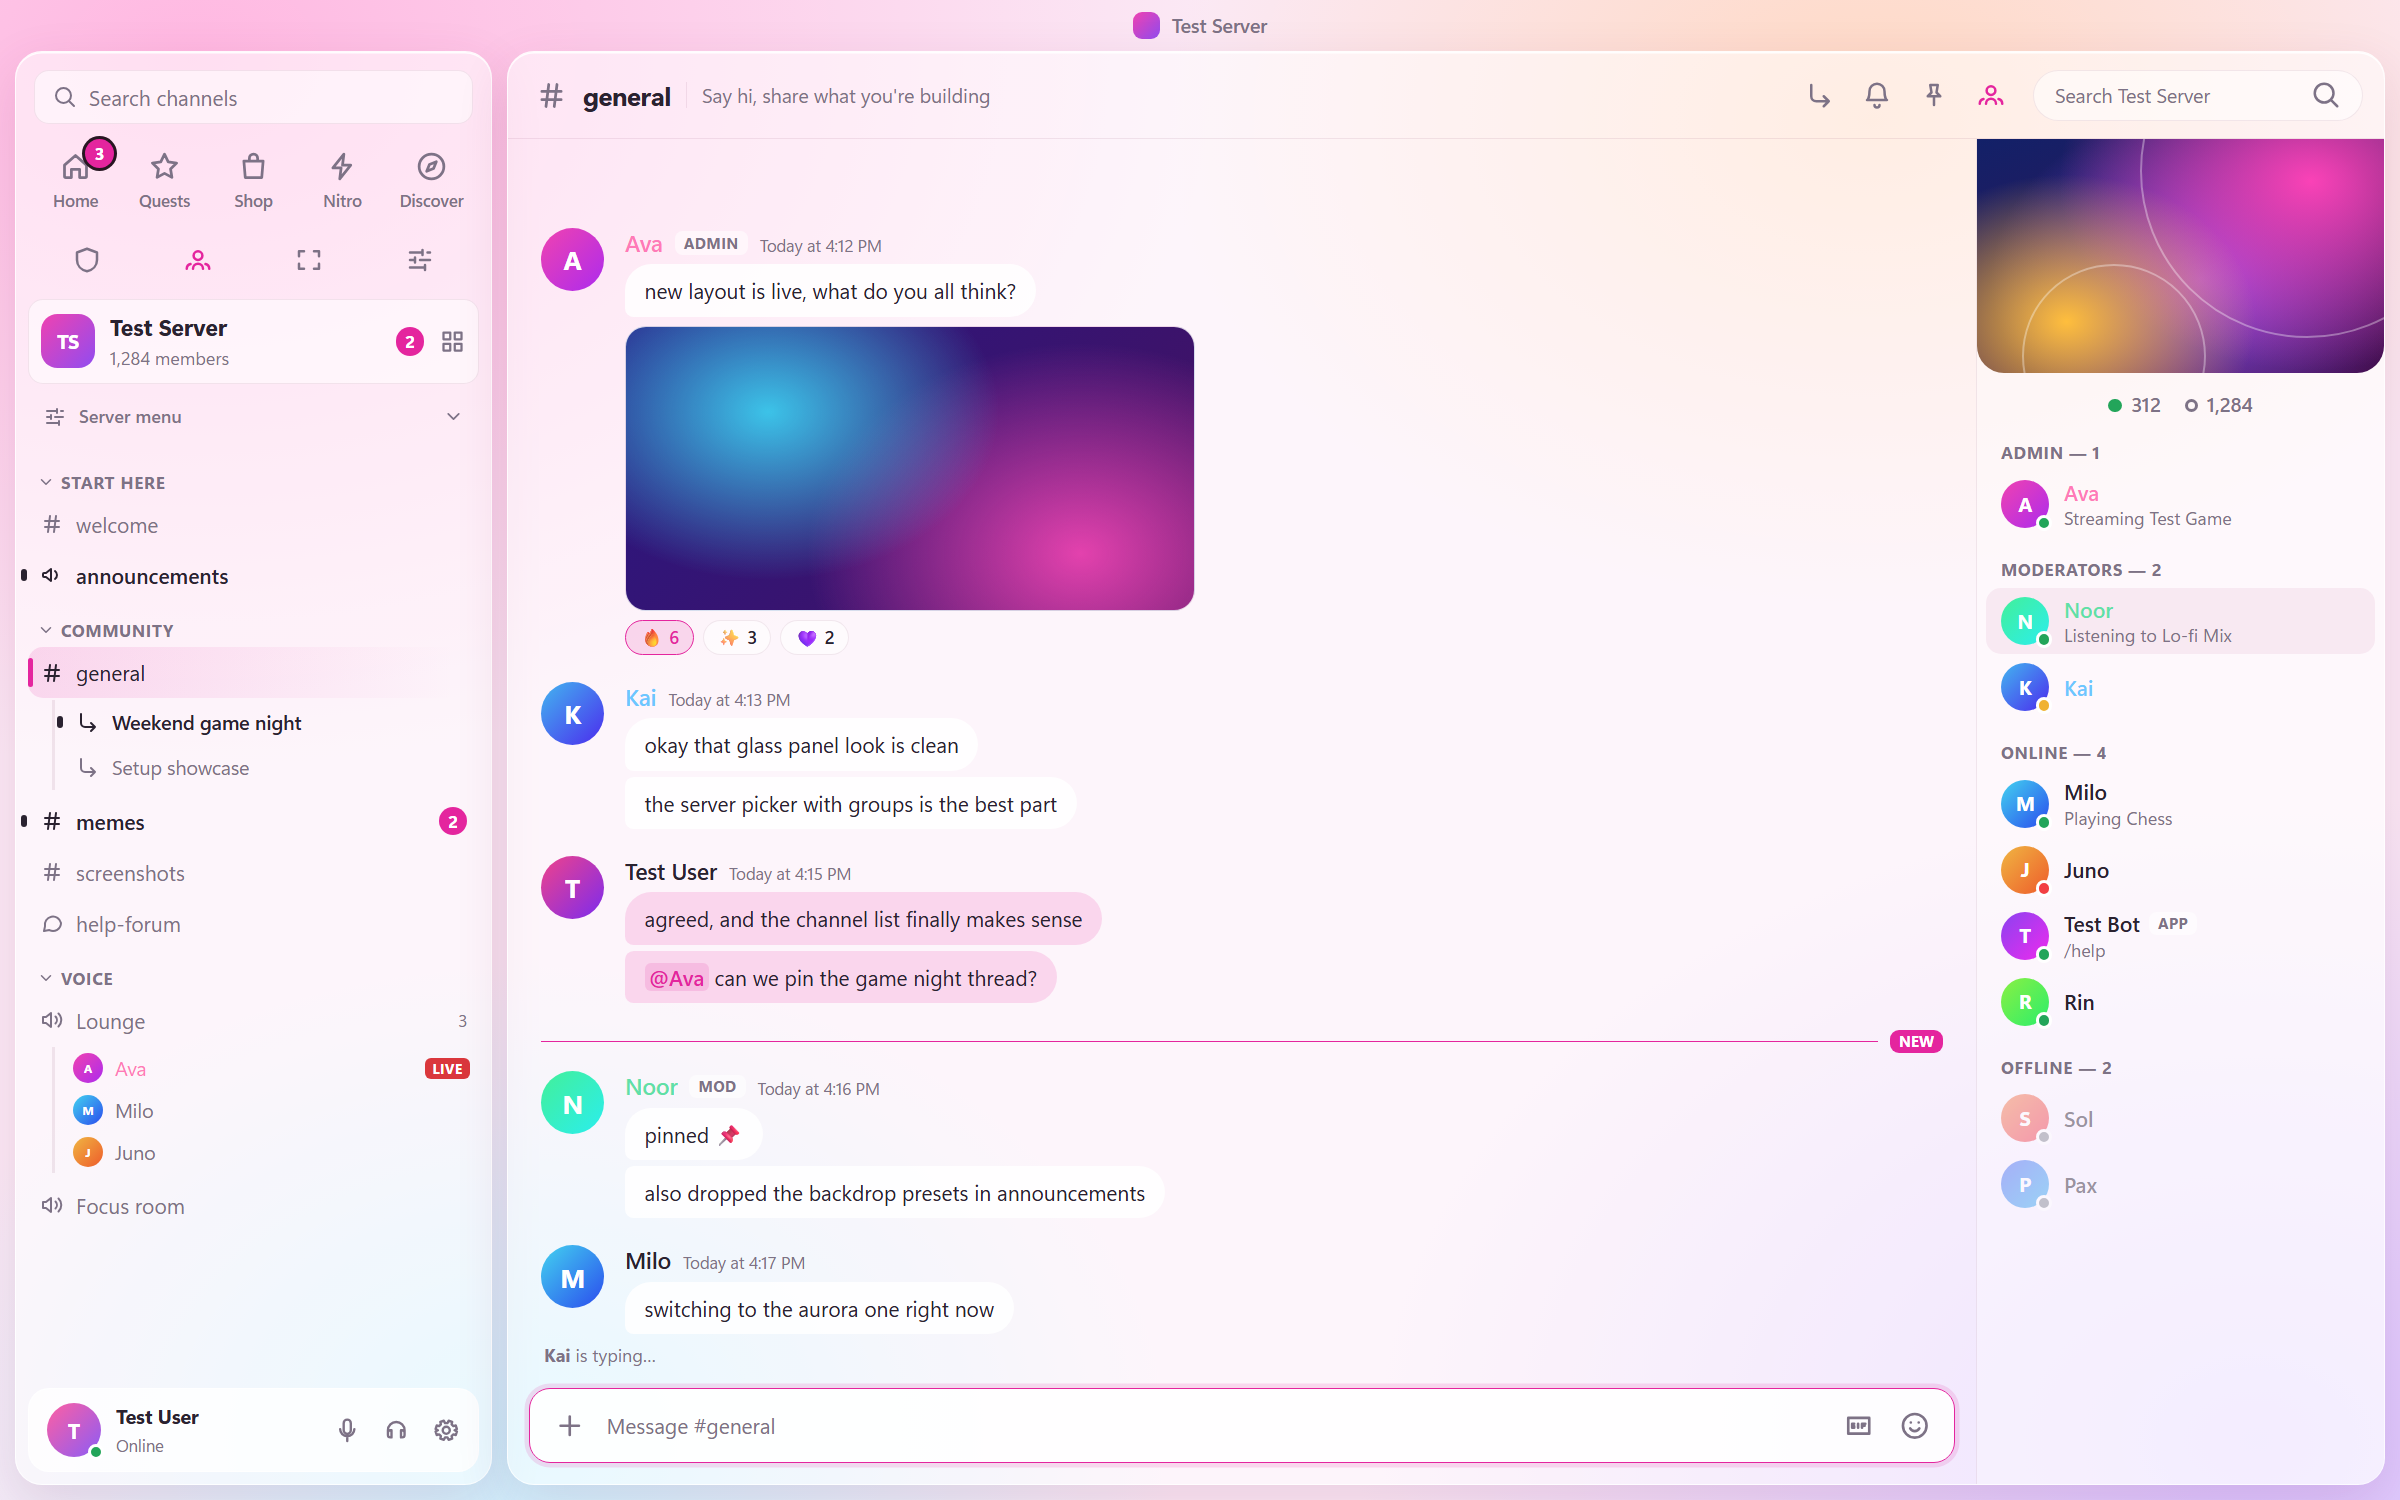 Test Server
Search channels
3
Home
Quests
Shop
Nitro
Discover
TS
Test Server
1,284 members
2
Server menu
START HERE
welcome
announcements
COMMUNITY
general
Weekend game night
Setup showcase
memes
2
screenshots
help-forum
VOICE
Lounge
3
A
Ava
LIVE
M
Milo
J
Juno
Focus room
T
Test User
Online
general
Say hi, share what you're building
Search Test Server
A
Ava ADMIN Today at 4:12 PM
new layout is live, what do you all think?
6
3
2
K
Kai Today at 4:13 PM
okay that glass panel look is clean
the server picker with groups is the best part
T
Test User Today at 4:15 PM
agreed, and the channel list finally makes sense
@Ava can we pin the game night thread?
NEW
N
Noor MOD Today at 4:16 PM
pinned 📌
also dropped the backdrop presets in announcements
M
Milo Today at 4:17 PM
switching to the aurora one right now
Kai is typing...
Message #general
GIF
312
1,284
ADMIN — 1
A
Ava
Streaming Test Game
MODERATORS — 2
N
Noor
Listening to Lo-fi Mix
K
Kai
ONLINE — 4
M
Milo
Playing Chess
J
Juno
T
Test Bot APP
/help
R
Rin
OFFLINE — 2
S
Sol
P
Pax